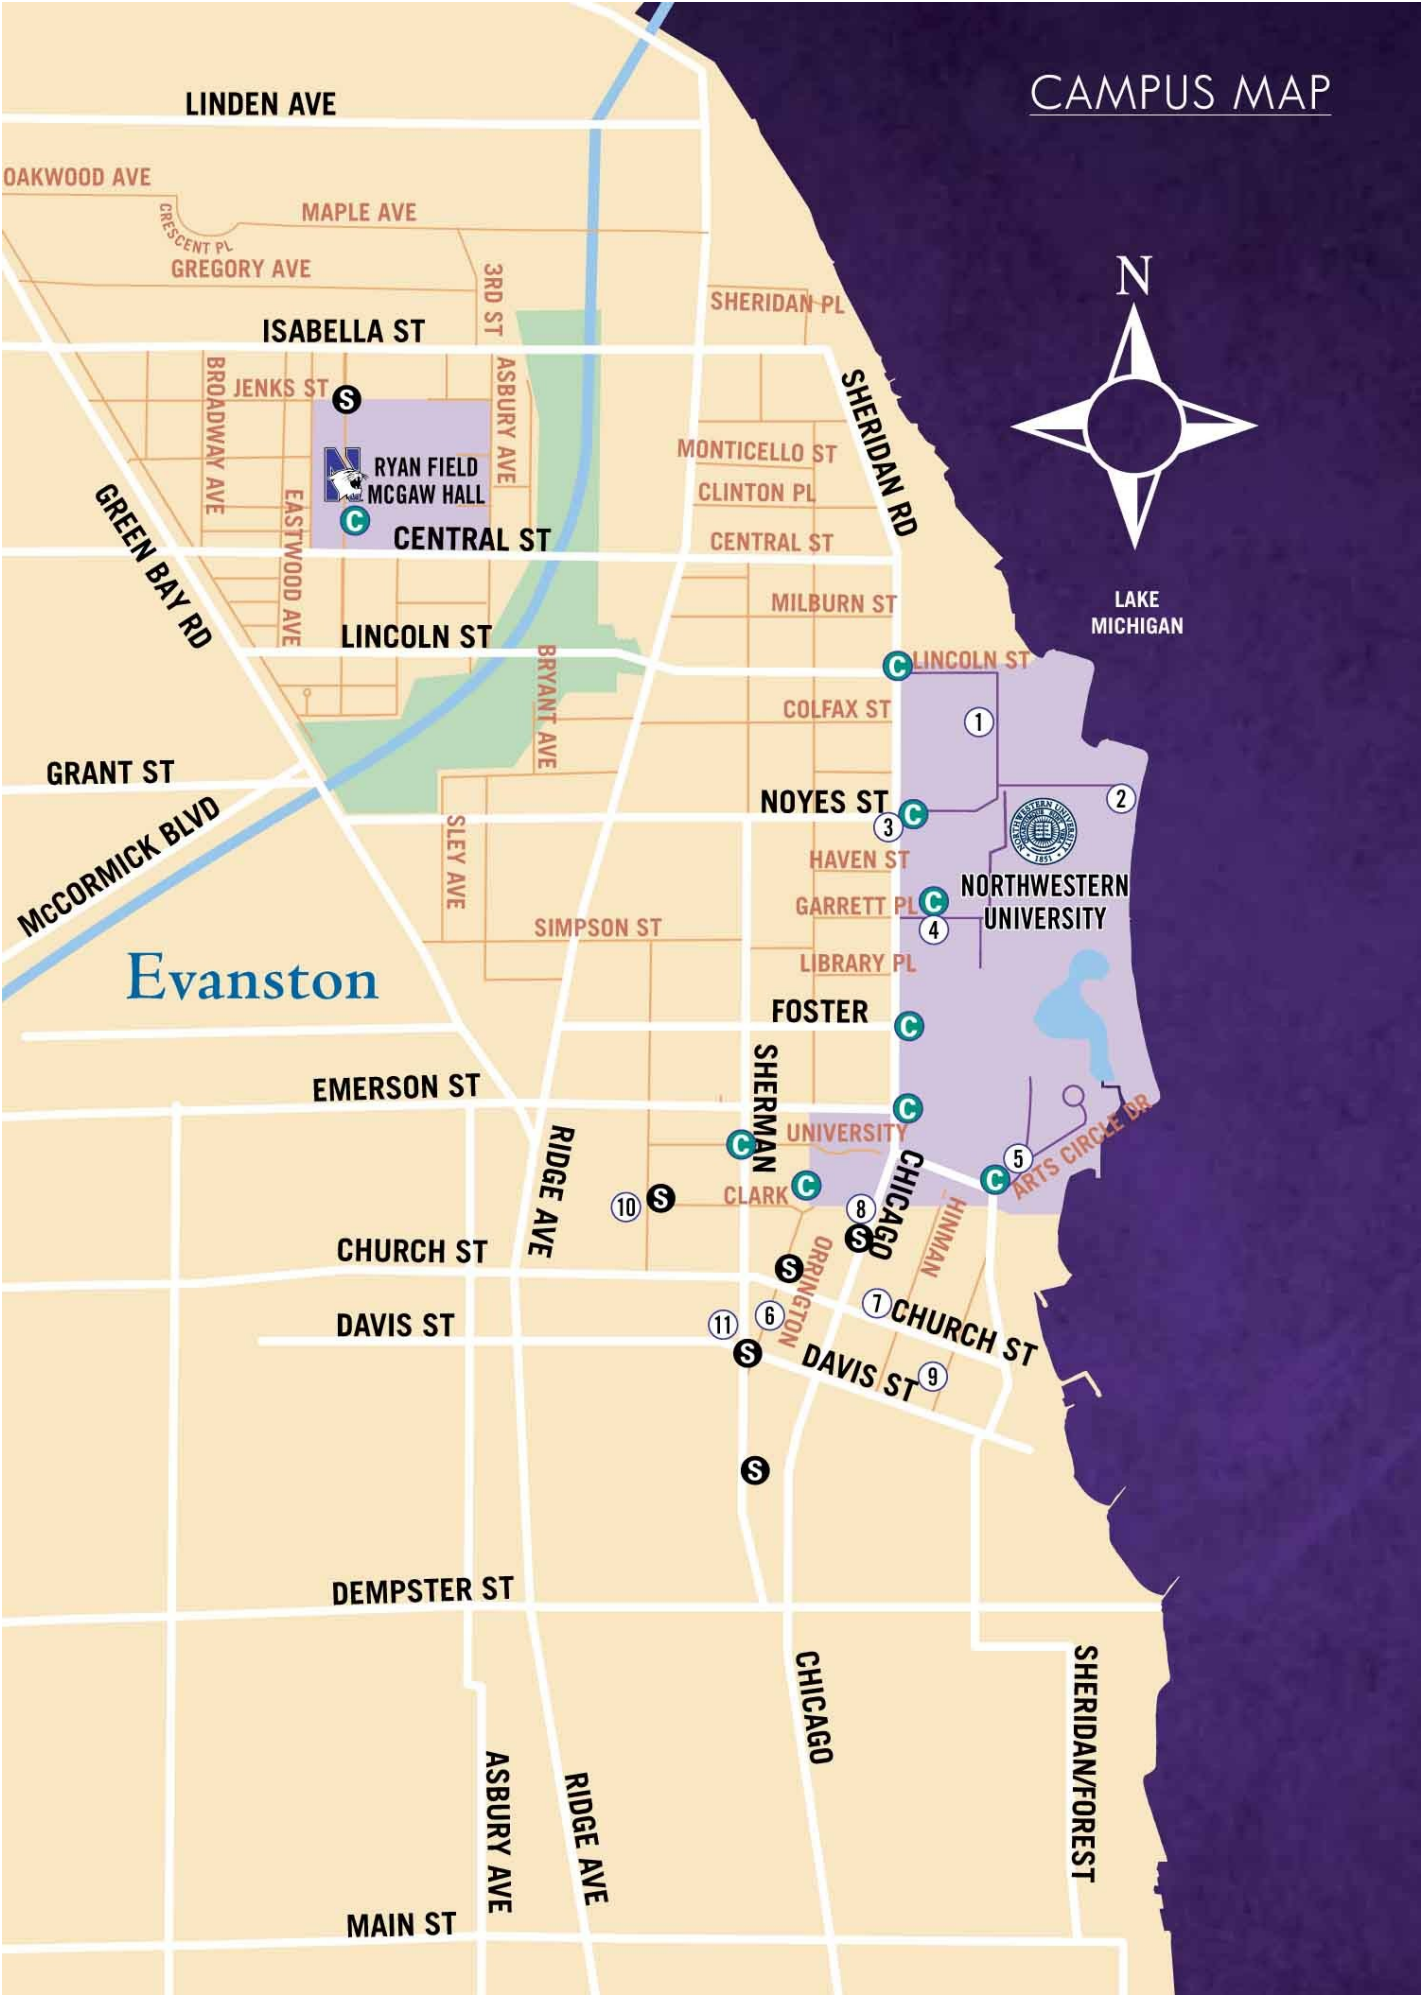 CAMPUS MAP
LINDEN AVE
OAKWOOD AVE
CRESCENT PL
MAPLE AVE
GREGORY AVE
3RD ST
SHERIDAN PL
N
ISABELLA ST
BROADWAY AVE
JENKS ST
S
ASBURY AVE
SHERIDAN RD
RYAN FIELD
MCGAW HALL
N
C
MONTICELLO ST
CLINTON PL
GREEN BAY RD
EASTWOOD AVE
CENTRAL ST
CENTRAL ST
MILBURN ST
LAKE
MICHIGAN
LINCOLN ST
BRYANT AVE
C
LINCOLN ST
COLFAX ST
1
GRANT ST
McCORMICK BLVD
NOYES ST
C
2
3
SLEY AVE
HAVEN ST
NORTHWESTERN UNIVERSITY
1851
NORTHWESTERN
UNIVERSITY
GARRETT PL
C
4
SIMPSON ST
LIBRARY PL
Evanston
FOSTER
C
SHERMAN
EMERSON ST
C
UNIVERSITY
C
RIDGE AVE
CHICAGO
5
C
ARTS CIRCLE DR
CLARK
C
10
S
8
S
HINMAN
ORRINGTON
CHURCH ST
S
7
CHURCH ST
6
11
DAVIS ST
S
DAVIS ST
9
S
DEMPSTER ST
CHICAGO
SHERIDAN/FOREST
ASBURY AVE
RIDGE AVE
MAIN ST